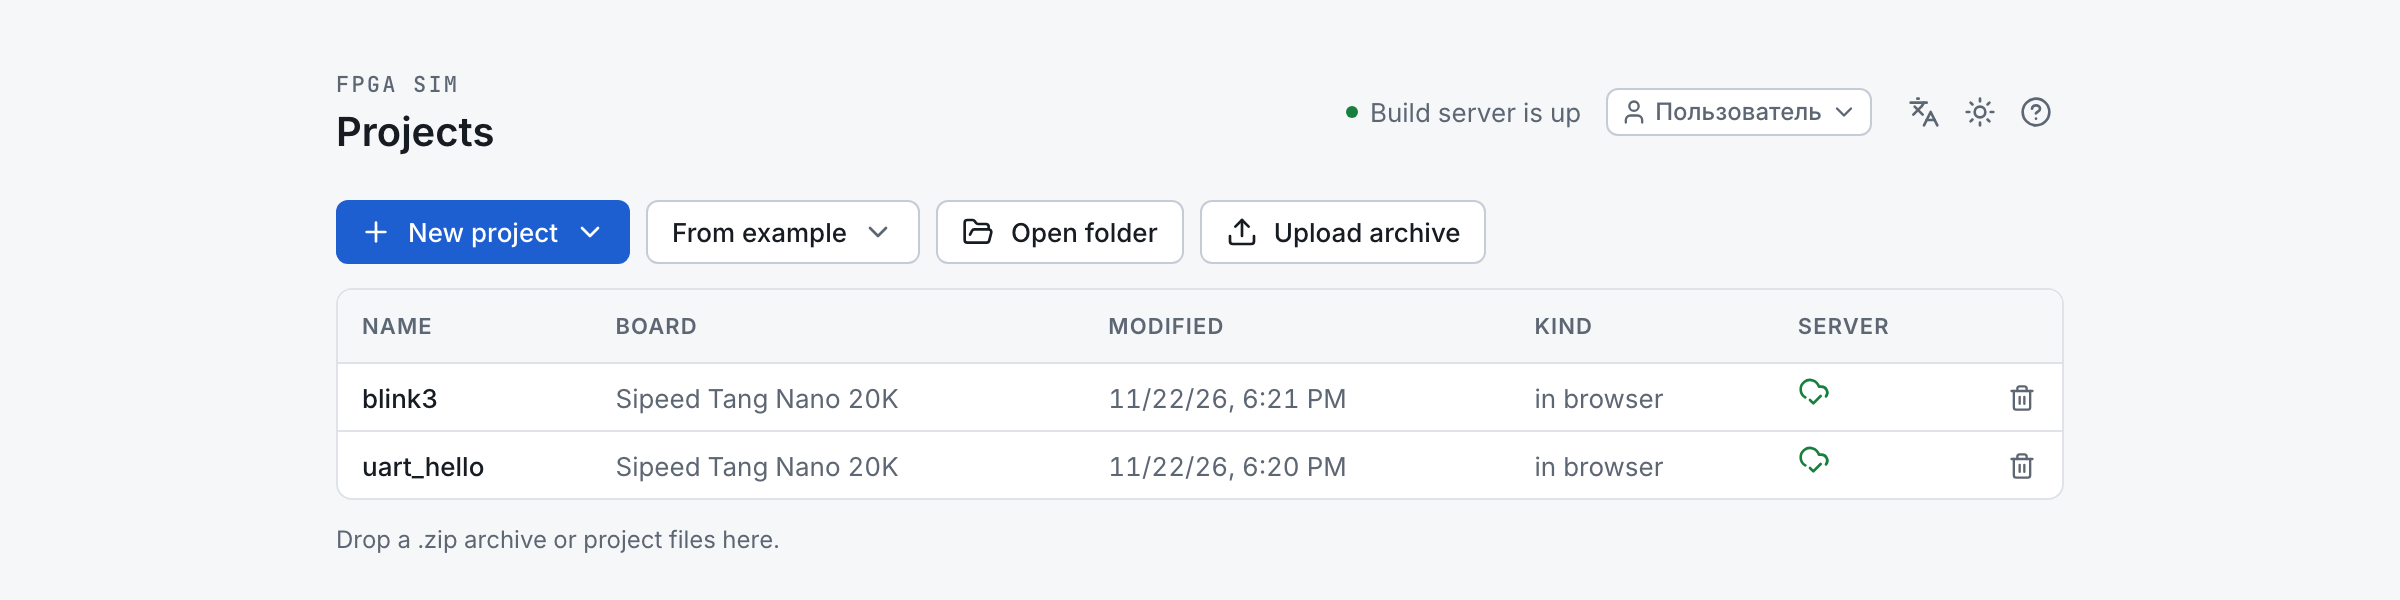 FPGA SIM
Projects
Build server is up
Пользователь
New project
From example
Open folder
Upload archive
NAME BOARD MODIFIED KIND SERVER
blink3 Sipeed Tang Nano 20K 11/22/26, 6:21 PM in browser
uart_hello Sipeed Tang Nano 20K 11/22/26, 6:20 PM in browser
Drop a .zip archive or project files here.